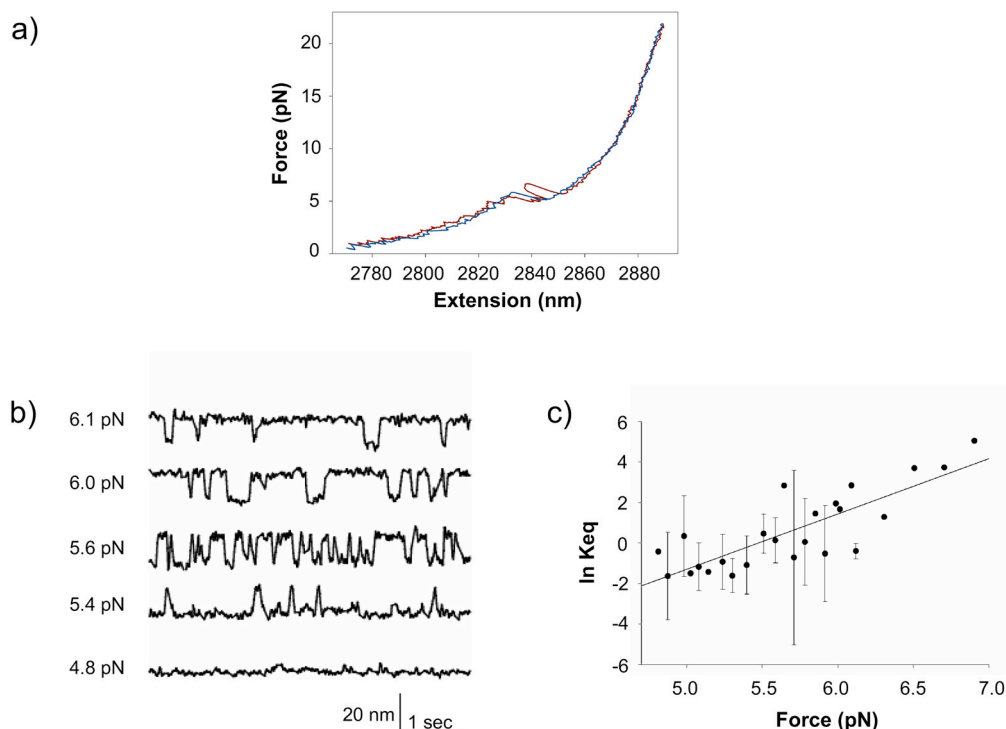 a)
20
15
10
5
0
Force (pN)
2780 2800 2820 2840 2860 2880
Extension (nm)
b)
6.1 pN
6.0 pN
5.6 pN
5.4 pN
4.8 pN
20 nm 1 sec
c)
6
4
2
0
-2
-4
-6
ln Keq
5.0 5.5 6.0 6.5 7.0
Force (pN)